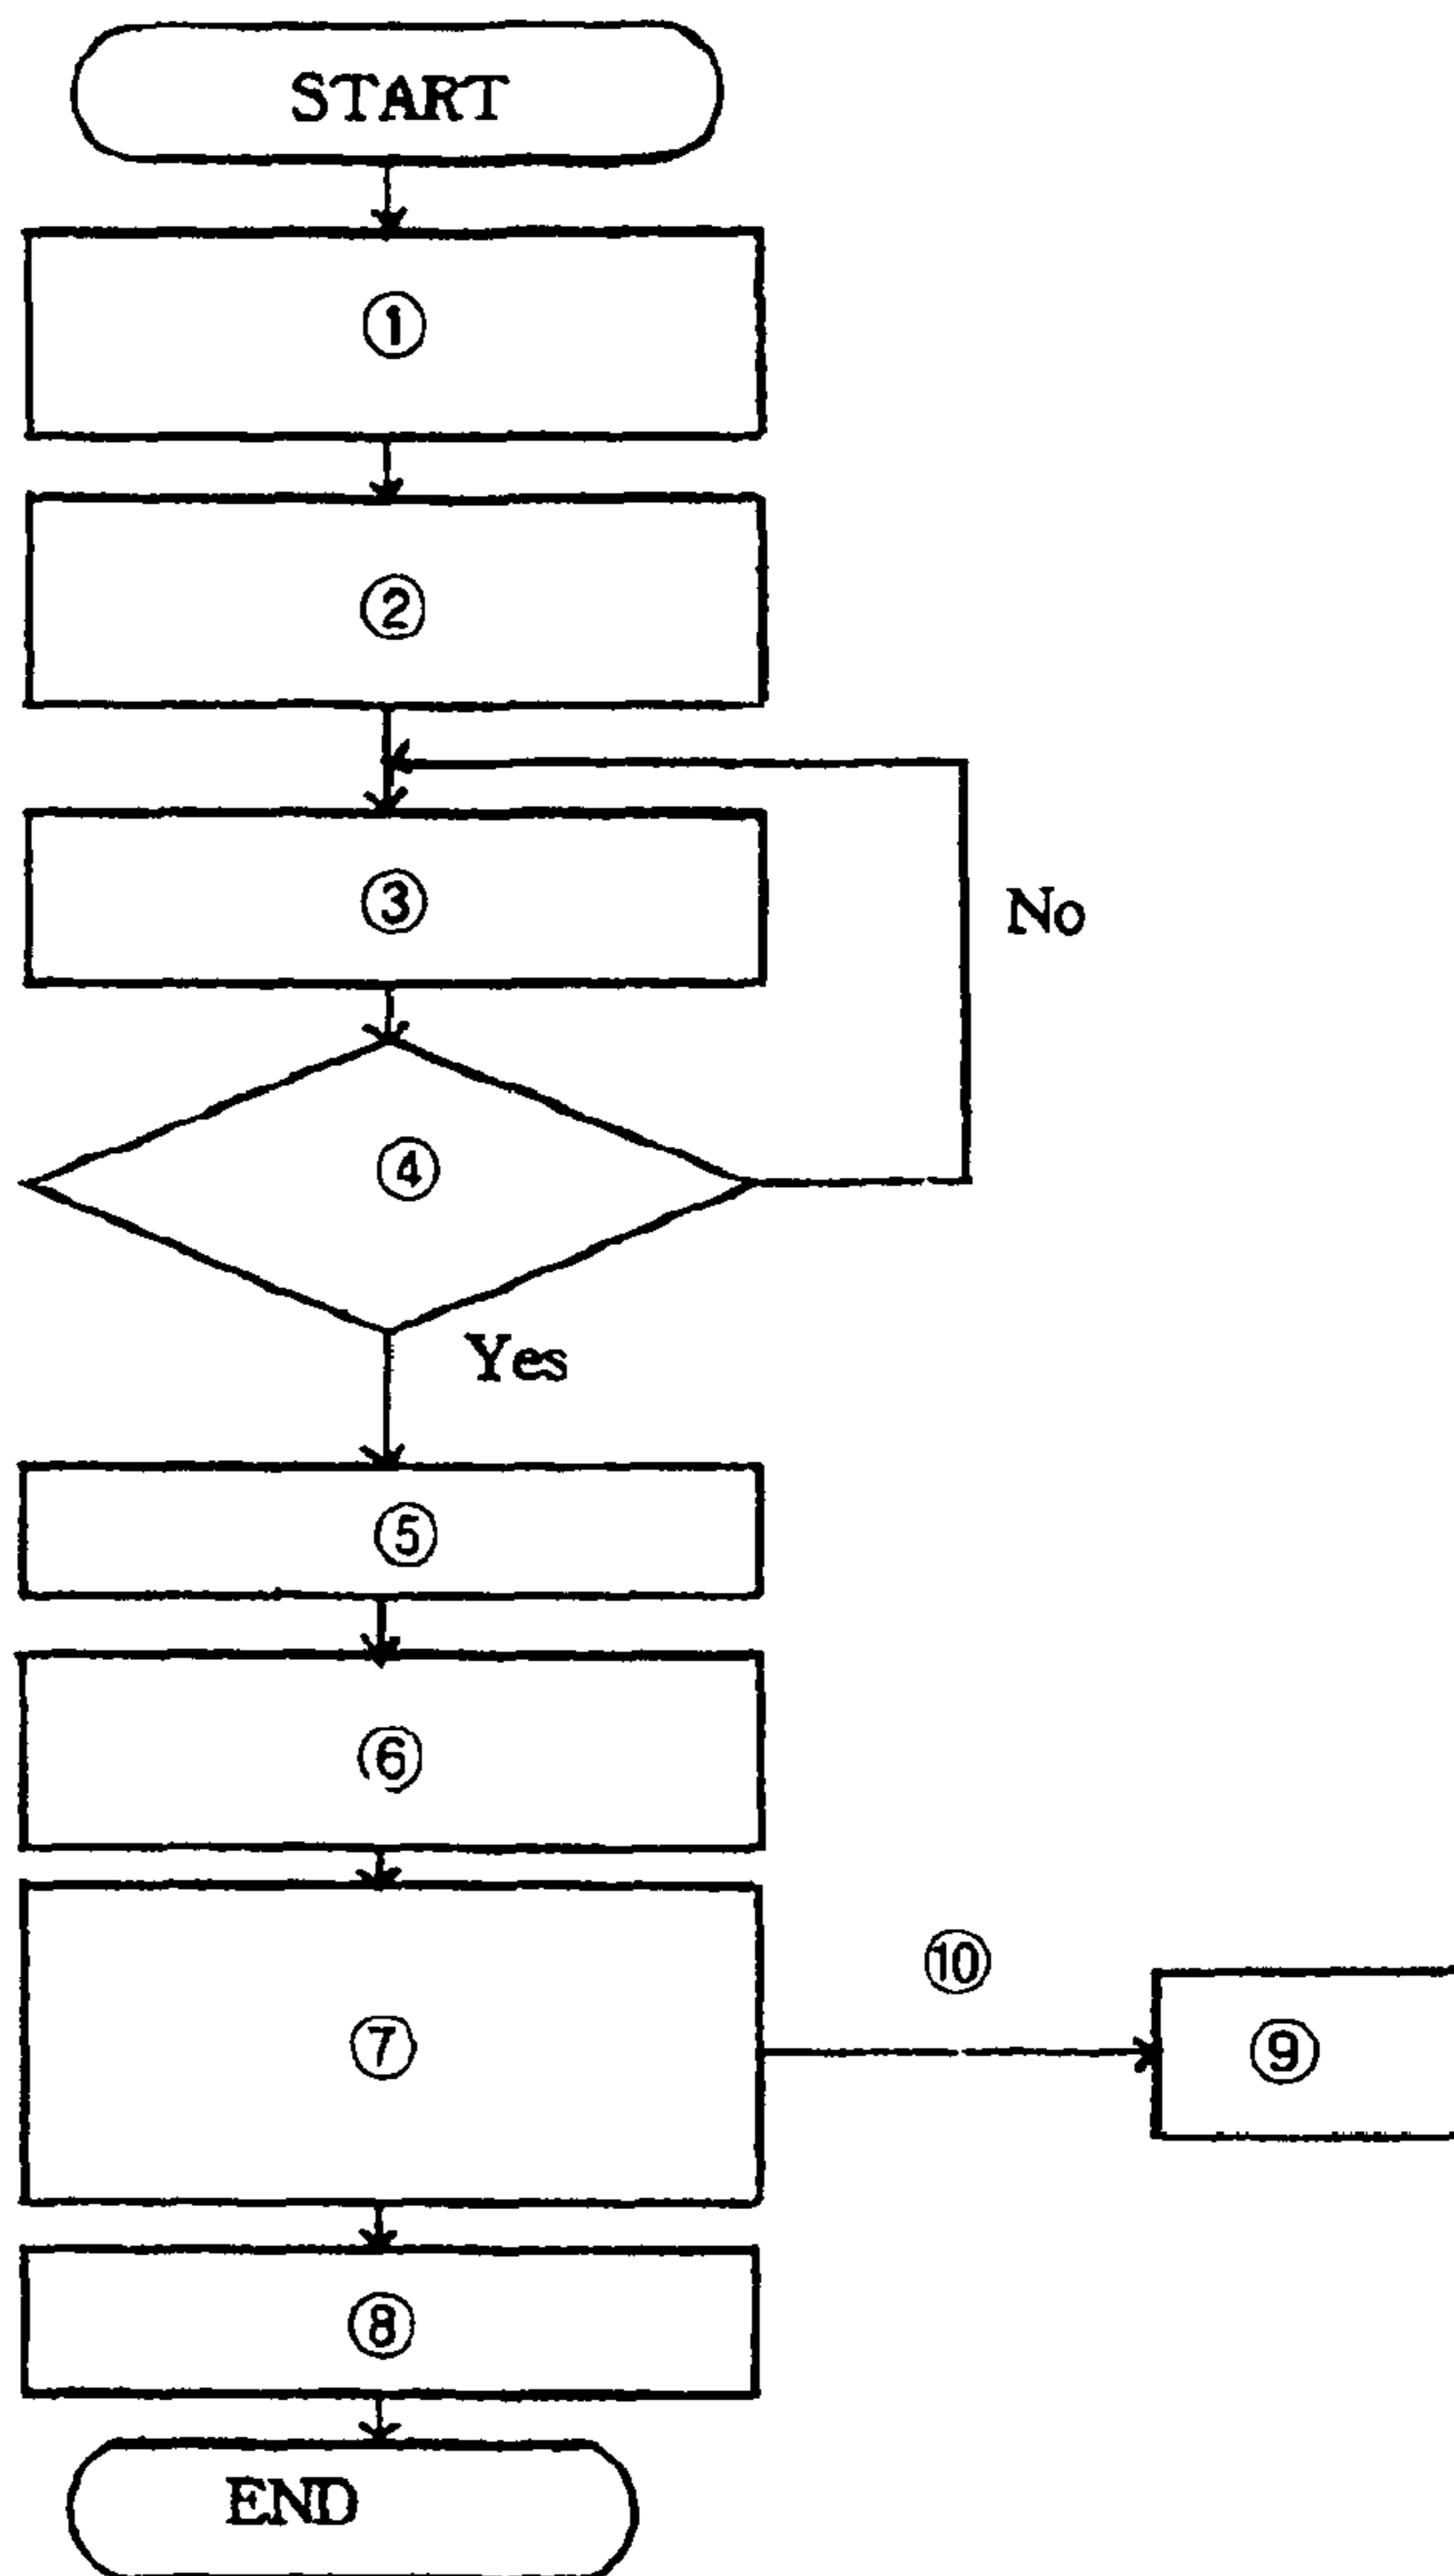 START
①
②
③
No
④
Yes
⑤
⑥
⑩
⑦
⑨
⑧
END